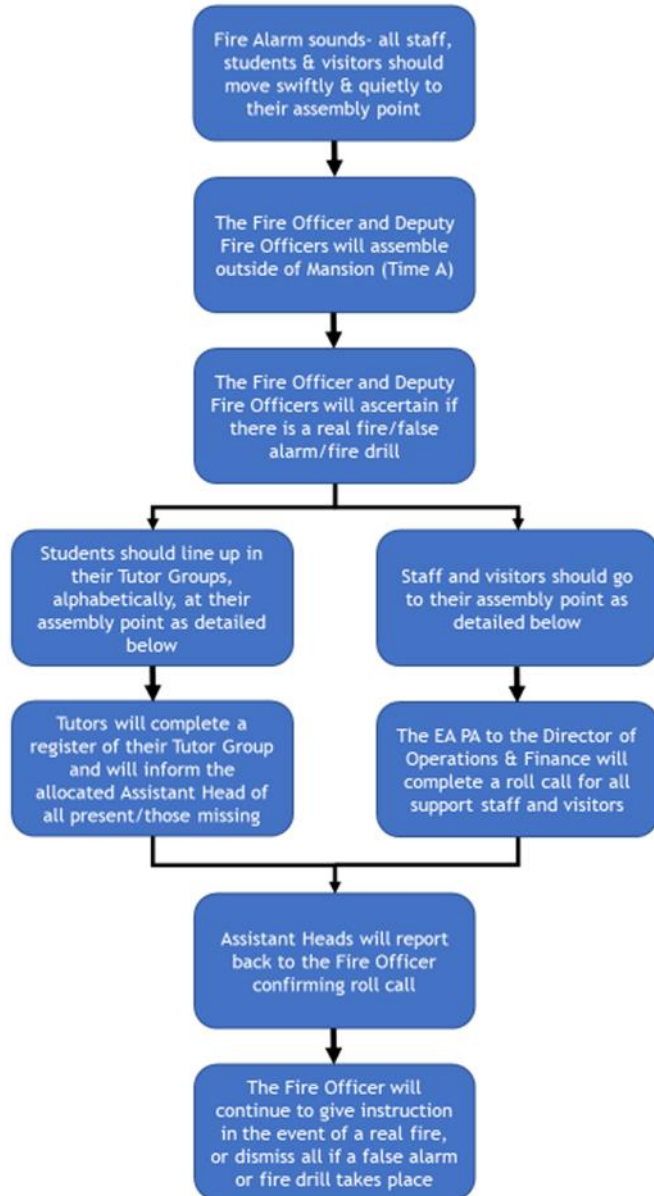 Fire Alarm sounds- all staff,
students & visitors should
move swiftly & quietly to
their assembly point
The Fire Officer and Deputy
Fire Officers will assemble
outside of Mansion (Time A)
The Fire Officer and Deputy
Fire Officers will ascertain if
there is a real fire/false
alarm/fire drill
Students should line up in
their Tutor Groups,
alphabetically, at their
assembly point as detailed
below
Staff and visitors should go
to their assembly point as
detailed below
Tutors will complete a
register of their Tutor Group
and will inform the
allocated Assistant Head of
all present/those missing
The EA PA to the Director of
Operations & Finance will
complete a roll call for all
support staff and visitors
Assistant Heads will report
back to the Fire Officer
confirming roll call
The Fire Officer will
continue to give instruction
in the event of a real fire,
or dismiss all if a false alarm
or fire drill takes place